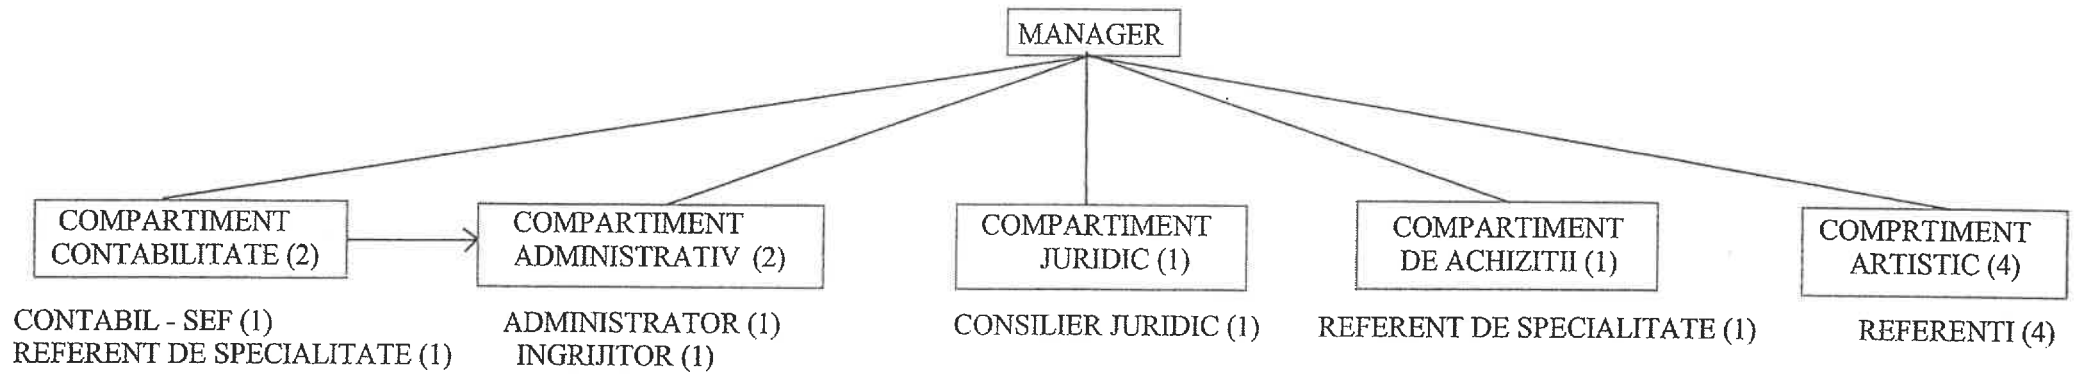 MANAGER
COMPARTIMENT
CONTABILITATE (2)
COMPARTIMENT
ADMINISTRATIV (2)
COMPARTIMENT
JURIDIC (1)
COMPARTIMENT
DE ACHIZITII (1)
COMPRTIMENT
ARTISTIC (4)
CONTABIL - SEF (1)
REFERENT DE SPECIALITATE (1)
ADMINISTRATOR (1)
INGRIJITOR (1)
CONSILIER JURIDIC (1)
REFERENT DE SPECIALITATE (1)
REFERENTI (4)